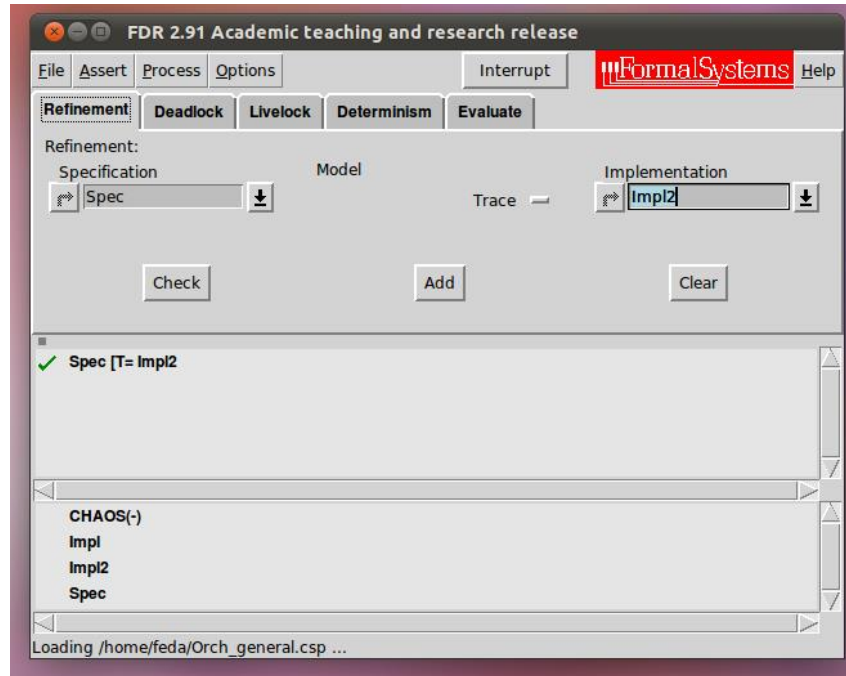 FDR 2.91 Academic teaching and research release
File Assert Process Options Interrupt FormalSystems Help
Refinement Deadlock Livelock Determinism Evaluate
Refinement:
Specification Model Implementation
Spec Trace Impl2
Check Add Clear
Spec [T= Impl2
CHAOS(-)
Impl
Impl2
Spec
Loading /home/feda/Orch_general.csp ...